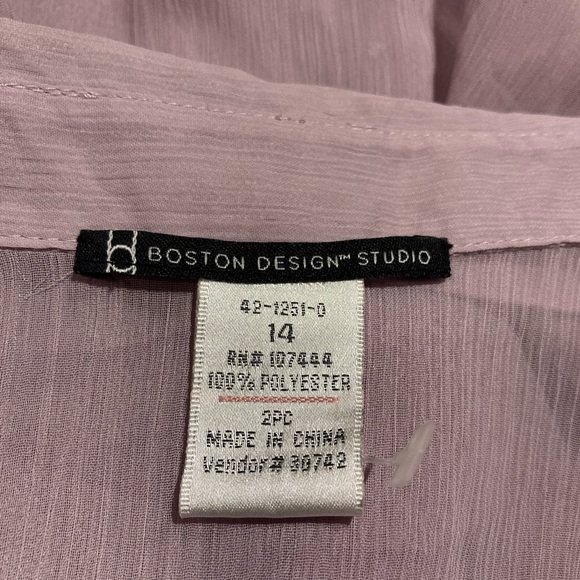 BOSTON DESIGN™ STUDIO
42-1251-0
14
RN# 107444
100% POLYESTER
2PC
MADE IN CHINA
Vendor# 30742